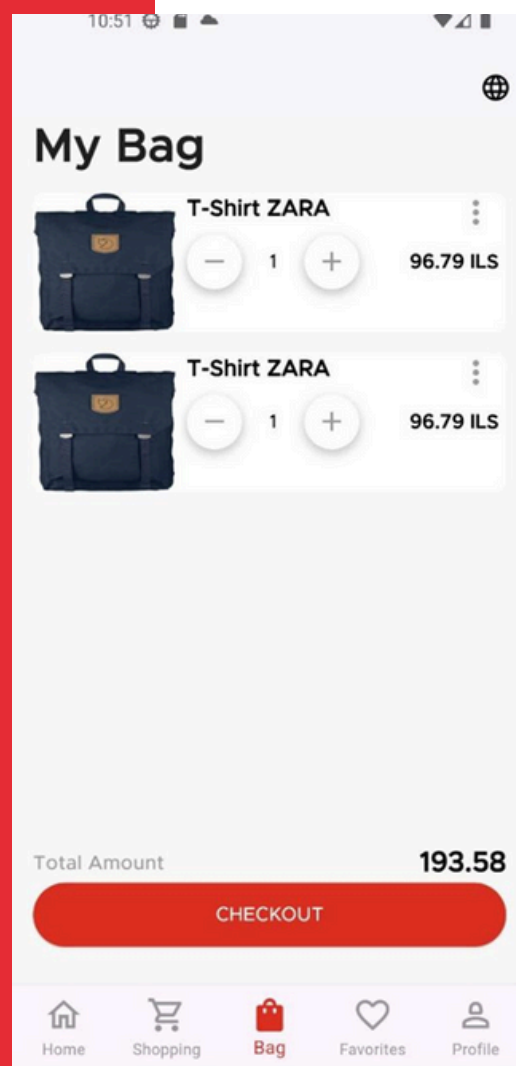 10:51
My Bag
T-Shirt ZARA
1
96.79 ILS
T-Shirt ZARA
1
96.79 ILS
Total Amount
193.58
CHECKOUT
Home
Shopping
Bag
Favorites
Profile